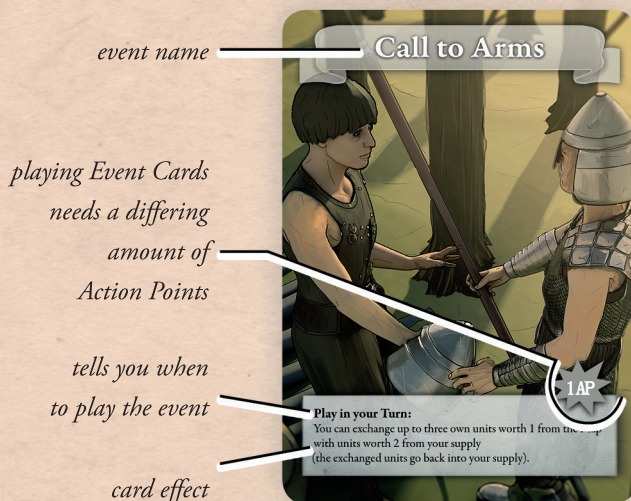 event name
Call to Arms
playing Event Cards
needs a differing
amount of
Action Points
1AP
tells you when
to play the event
Play in your Turn:
You can exchange up to three own units worth 1 from the
with units worth 2 from your supply
(the exchanged units go back into your supply).
card effect